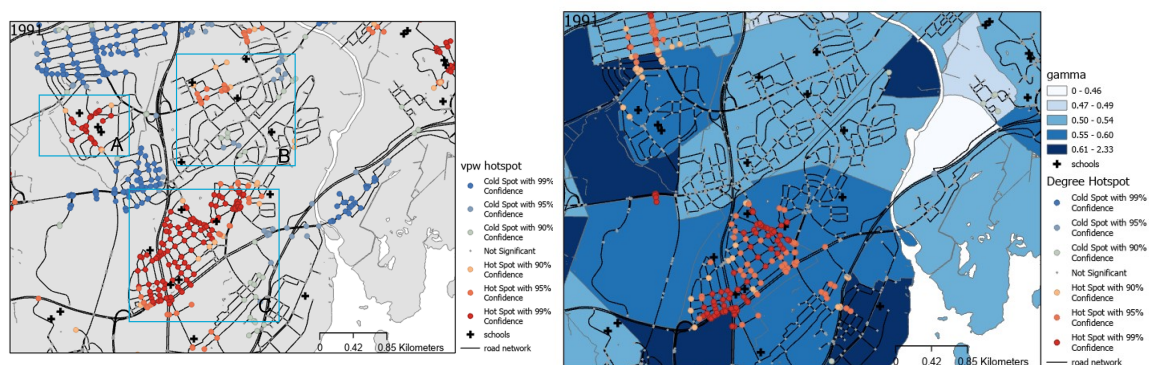 1991
A
B
C
0 0.42 0.85 Kilometers
vpw hotspot
Cold Spot with 99%
Confidence
Cold Spot with 95%
Confidence
Cold Spot with 90%
Confidence
Not Significant
Hot Spot with 90%
Confidence
Hot Spot with 95%
Confidence
Hot Spot with 99%
Confidence
schools
road network
1991
0 0.42 0.85 Kilometers
gamma
0 - 0.46
0.47 - 0.49
0.50 - 0.54
0.55 - 0.60
0.61 - 2.33
schools
Degree Hotspot
Cold Spot with 99%
Confidence
Cold Spot with 95%
Confidence
Cold Spot with 90%
Confidence
Not Significant
Hot Spot with 90%
Confidence
Hot Spot with 95%
Confidence
Hot Spot with 99%
Confidence
road network